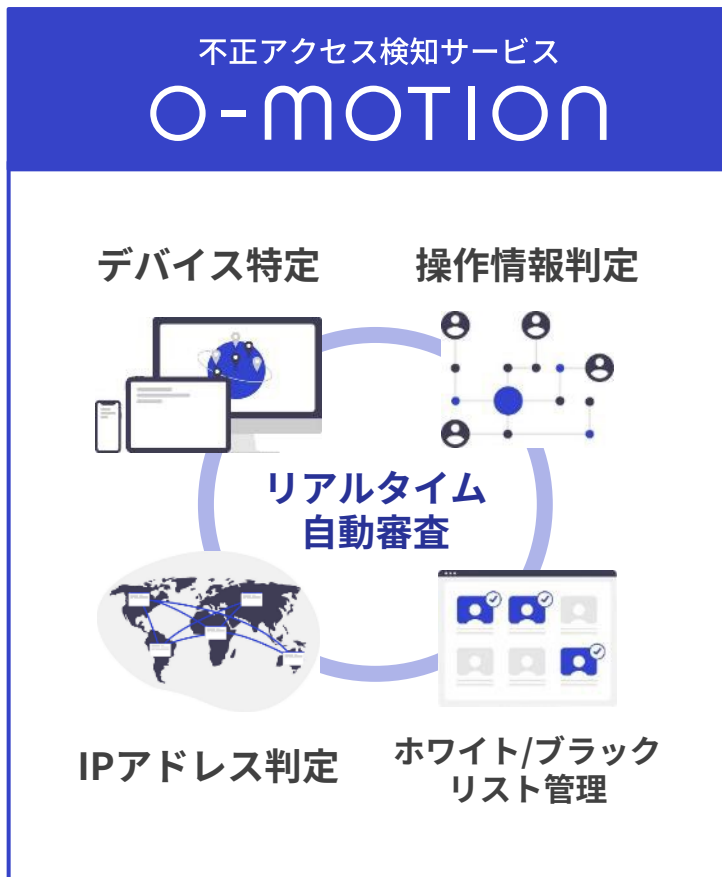 不正アクセス検知サービス
O-MOTION
デバイス特定
操作情報判定
リアルタイム
自動審査
IPアドレス判定
ホワイト/ブラック
リスト管理